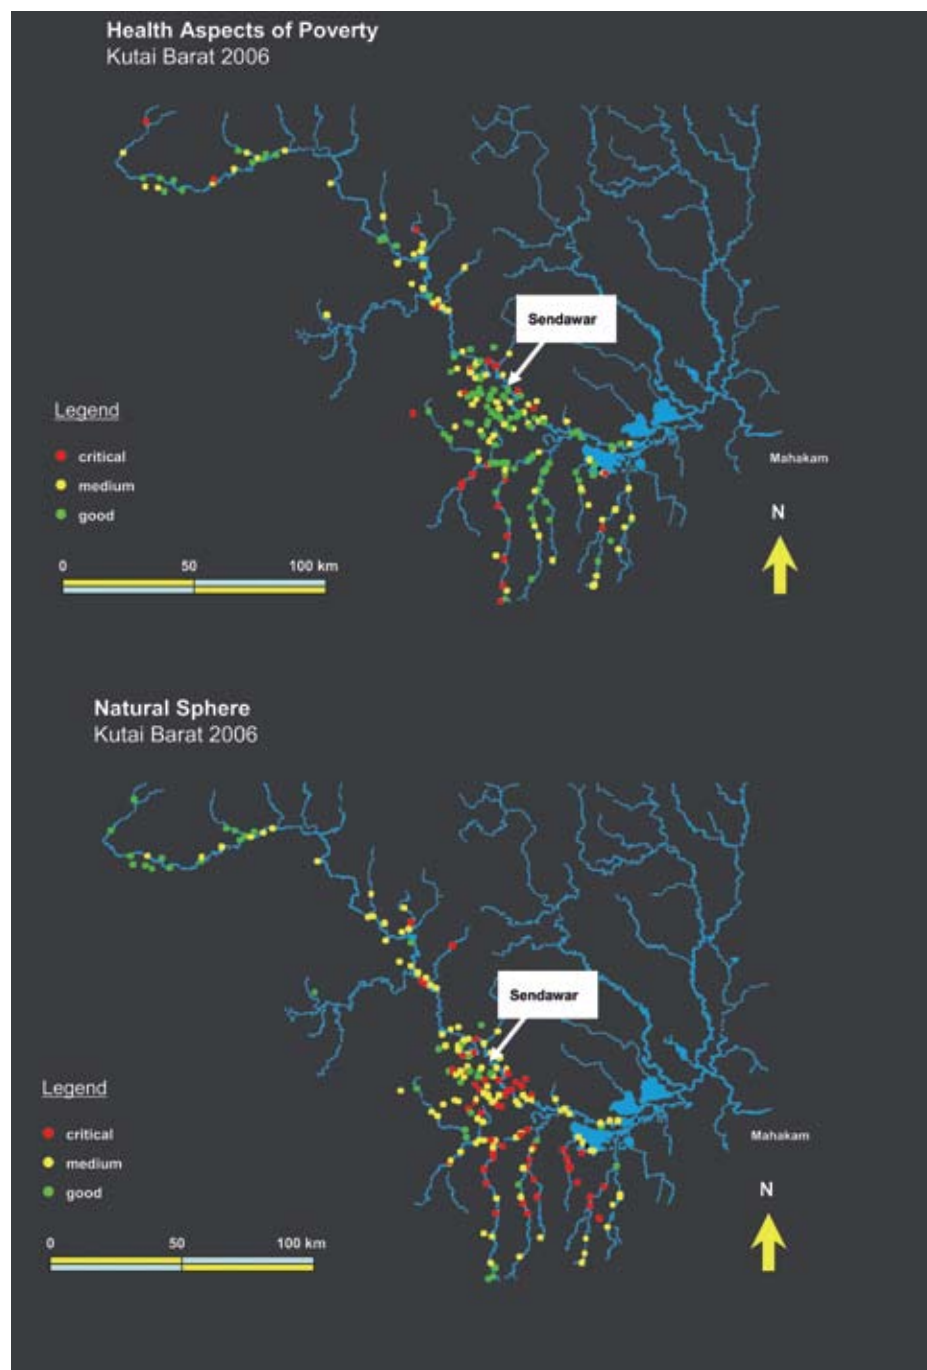 Health Aspects of Poverty
Kutai Barat 2006
Sendawar
Legend
critical
medium
good
Mahakam
N
0 50 100 km
Natural Sphere
Kutai Barat 2006
Sendawar
Legend
critical
medium
good
Mahakam
N
0 50 100 km